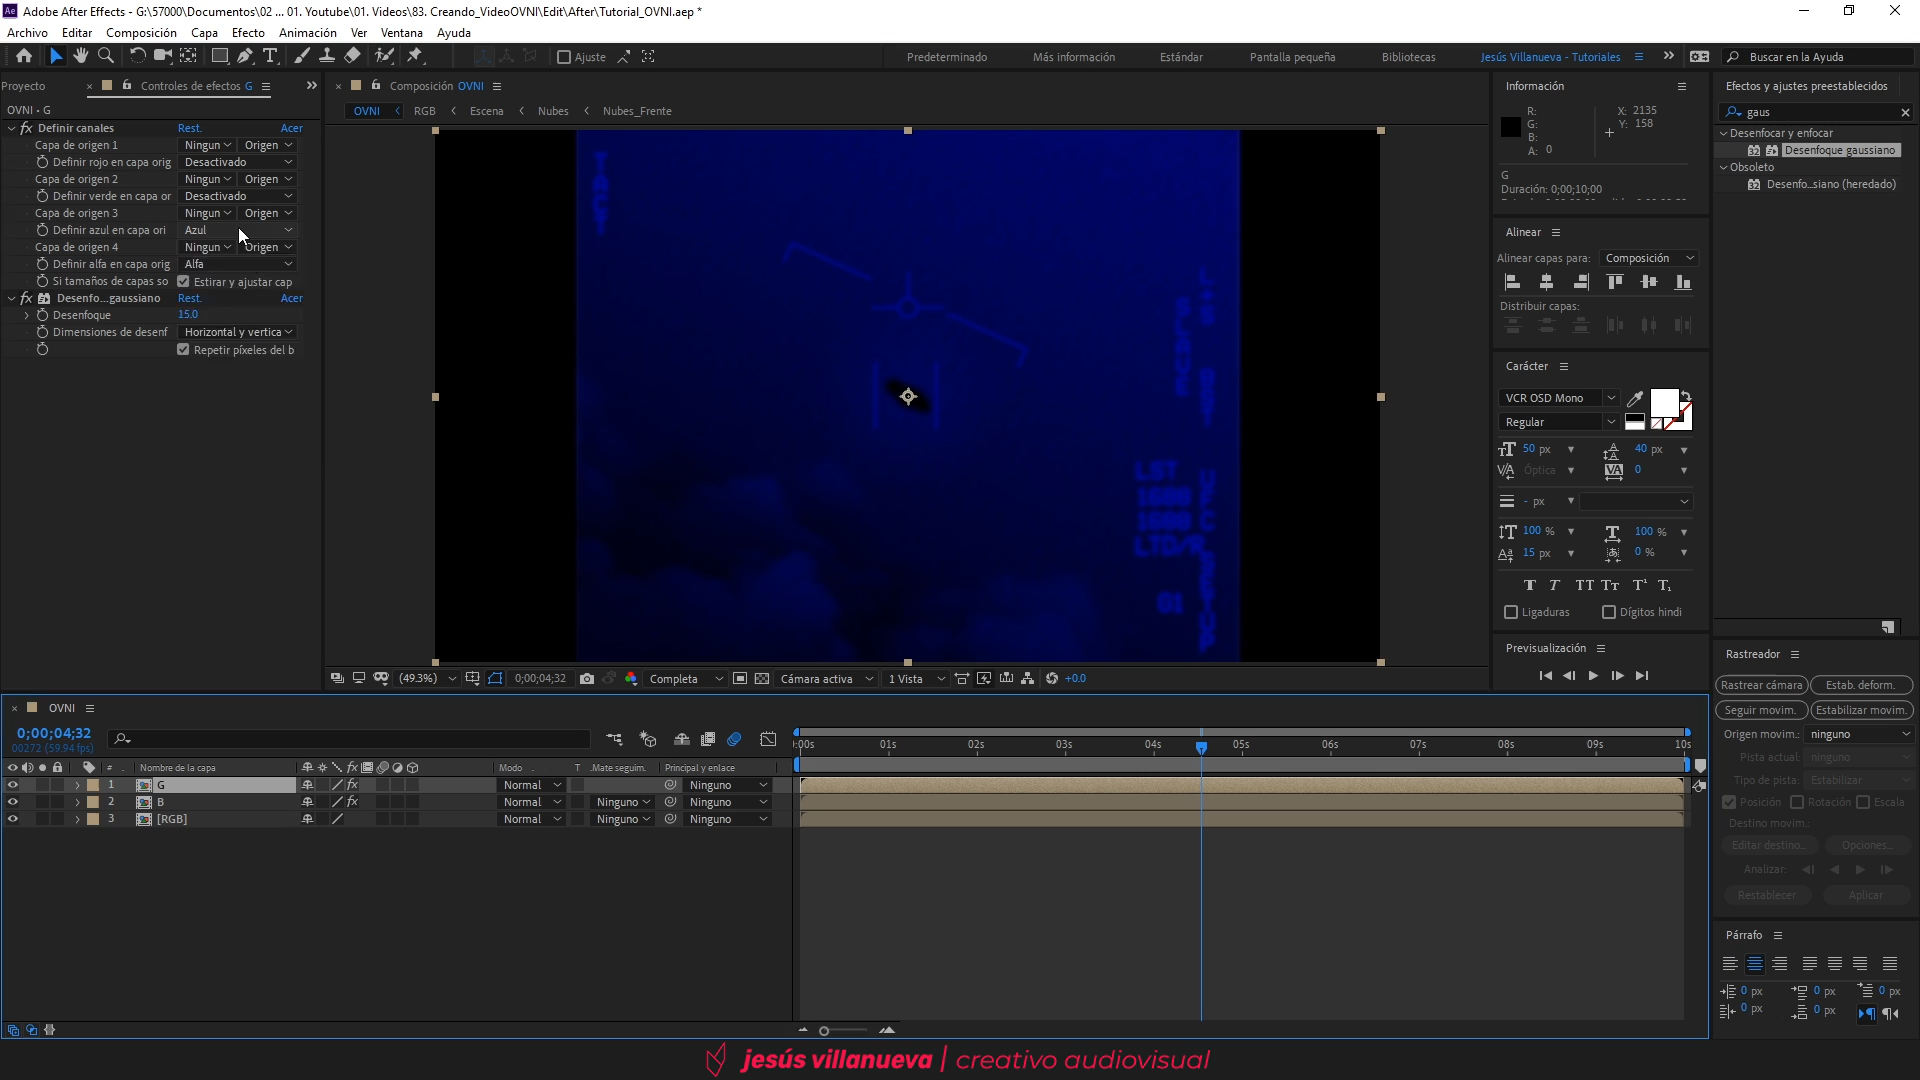 Adobe After Effects - G:\57000\Documentos\02 ... 01. Youtube\01. Videos\83. Creando_VideoOVNI\Edit\After\Tutorial_OVNI.aep *
Archivo Editar Composición Capa Efecto Animación Ver Ventana Ayuda
Ajuste
Predeterminado Más información Estándar Pantalla pequeña Bibliotecas Jesús Villanueva - Tutoriales
Buscar en la Ayuda
Proyecto
Controles de efectos G
OVNI • G
fx Definir canales Rest. Acer
Capa de origen 1 Ningun Origen
Definir rojo en capa orig Desactivado
Capa de origen 2 Ningun Origen
Definir verde en capa or Desactivado
Capa de origen 3 Ningun Origen
Definir azul en capa ori Azul
Capa de origen 4 Ningun Origen
Definir alfa en capa orig Alfa
Si tamaños de capas so Estirar y ajustar cap
fx Desenfo...gaussiano Rest. Acer
Desenfoque 15.0
Dimensiones de desenf Horizontal y vertica
Repetir píxeles del b
Composición OVNI
OVNI RGB Escena Nubes Nubes_Frente
LST
1688
1688
LTD/R
01
(49.3%) 0;00;04;32 Completa Cámara activa 1 Vista +0.0
Información
R:
G:
B:
A: 0
X: 2135
Y: 158
G
Duración: 0;00;10;00
Alinear
Alinear capas para: Composición
Distribuir capas:
Carácter
VCR OSD Mono
Regular
50 px 40 px
Óptica 0
- px
100 % 100 %
15 px 0 %
Ligaduras Dígitos hindi
Previsualización
Efectos y ajustes preestablecidos
gaus
Desenfocar y enfocar
Desenfoque gaussiano
Obsoleto
Desenfo...siano (heredado)
Rastreador
Rastrear cámara Estab. deform.
Seguir movim. Estabilizar movim.
Origen movim.: ninguno
Pista actual: ninguno
Tipo de pista: Estabilizar
Posición Rotación Escala
Destino movim.:
Editar destino... Opciones...
Analizar:
Restablecer Aplicar
Párrafo
0 px 0 px 0 px
0 px 0 px
OVNI
0;00;04;32
00272 (59.94 fps)
:00s 01s 02s 03s 04s 05s 06s 07s 08s 09s 10s
# Nombre de la capa fx Modo T .Mate seguim. Principal y enlace
1 G fx Normal Ninguno
2 B fx Normal Ninguno Ninguno
3 [RGB] Normal Ninguno Ninguno
jesús villanueva | creativo audiovisual